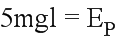 5mgl = E_P